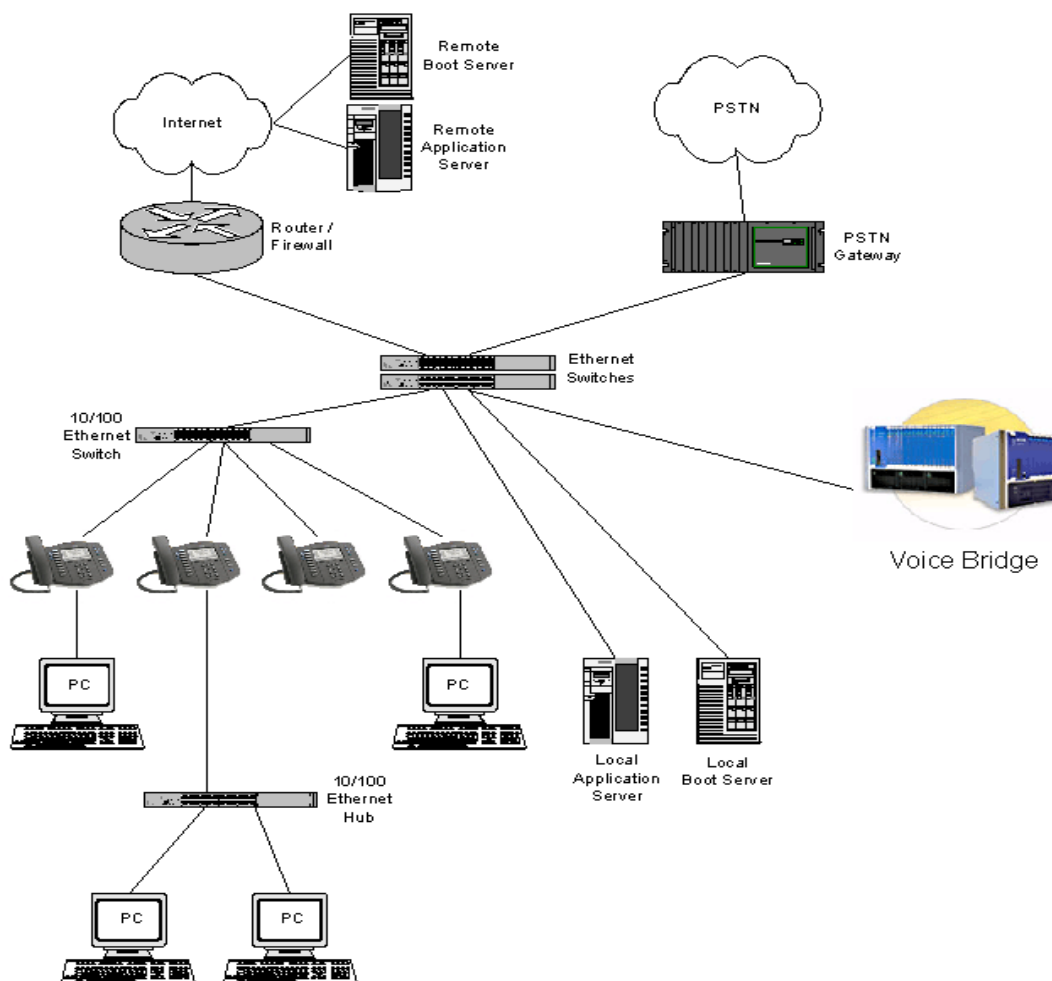 Remote
Boot Server
Internet
PSTN
Remote
Application
Server
Router /
Firewall
PSTN
Gateway
Ethernet
Switches
10/100
Ethernet
Switch
Voice Bridge
PC
PC
Local
Application
Server
Local
Boot Server
10/100
Ethernet
Hub
PC
PC